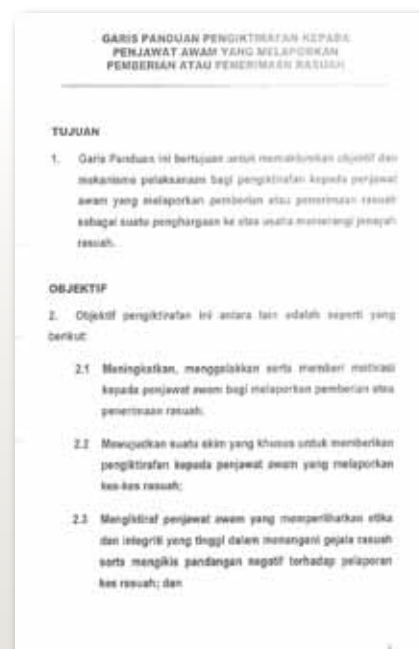 GARIS PANDUAN PENGIKTIRAFAN KEPADA
PENJAWAT AWAM YANG MELAPORKAN
PEMBERIAN ATAU PENERIMAAN RASUAH
TUJUAN
1. Garis Panduan ini bertujuan untuk memaklumkan objektif dan
mekanisme pelaksanaan bagi pengiktirafan kepada penjawat
awam yang melaporkan pemberian atau penerimaan rasuah
sebagai suatu penghargaan ke atas usaha memerangi jenayah
rasuah.
OBJEKTIF
2. Objektif pengiktirafan ini antara lain adalah seperti yang
berikut:
2.1 Meningkatkan, menggalakkan serta memberi motivasi
kepada penjawat awam bagi melaporkan pemberian atau
penerimaan rasuah;
2.2 Mewujudkan suatu skim yang khusus untuk memberikan
pengiktirafan kepada penjawat awam yang melaporkan
kes-kes rasuah;
2.3 Mengiktiraf penjawat awam yang memperlihatkan etika
dan integriti yang tinggi dalam menangani gejala rasuah
serta mengikis pandangan negatif terhadap pelaporan
kes rasuah; dan